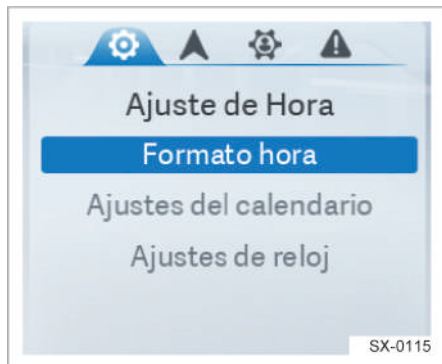 Ajuste de Hora
Formato hora
Ajustes del calendario
Ajustes de reloj
SX-0115